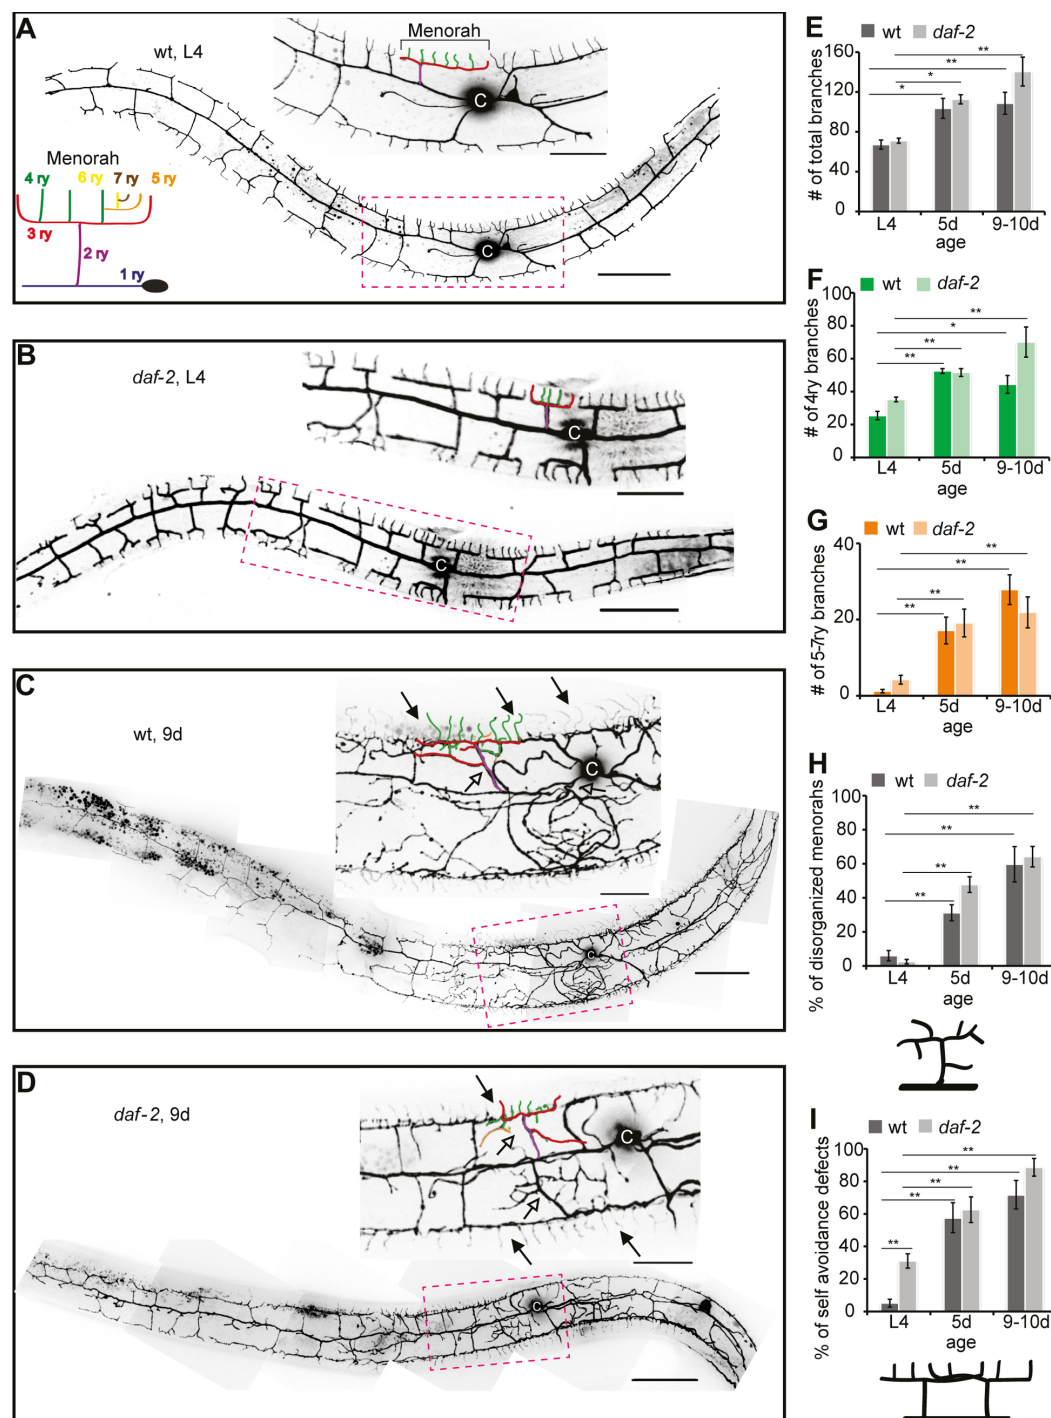 A
wt, L4
Menorah
C
C
Menorah
4 ry
6 ry
7 ry
5 ry
3 ry
2 ry
1 ry
B
daf-2, L4
C
C
C
wt, 9d
C
C
D
daf-2, 9d
C
C
E
wt daf-2
# of total branches
160
120
80
40
0
** 
**
*
*
L4 5d 9-10d
age
F
wt daf-2
# of 4ry branches
100
80
60
40
20
0
**
*
**
**
L4 5d 9-10d
age
G
wt daf-2
# of 5-7ry branches
40
20
0
**
**
**
**
L4 5d 9-10d
age
H
wt daf-2
% of disorganized menorahs
100
80
60
40
20
0
**
**
**
**
L4 5d 9-10d
age
I
wt daf-2
% of self avoidance defects
100
80
60
40
20
0
**
**
**
**
**
L4 5d 9-10d
age